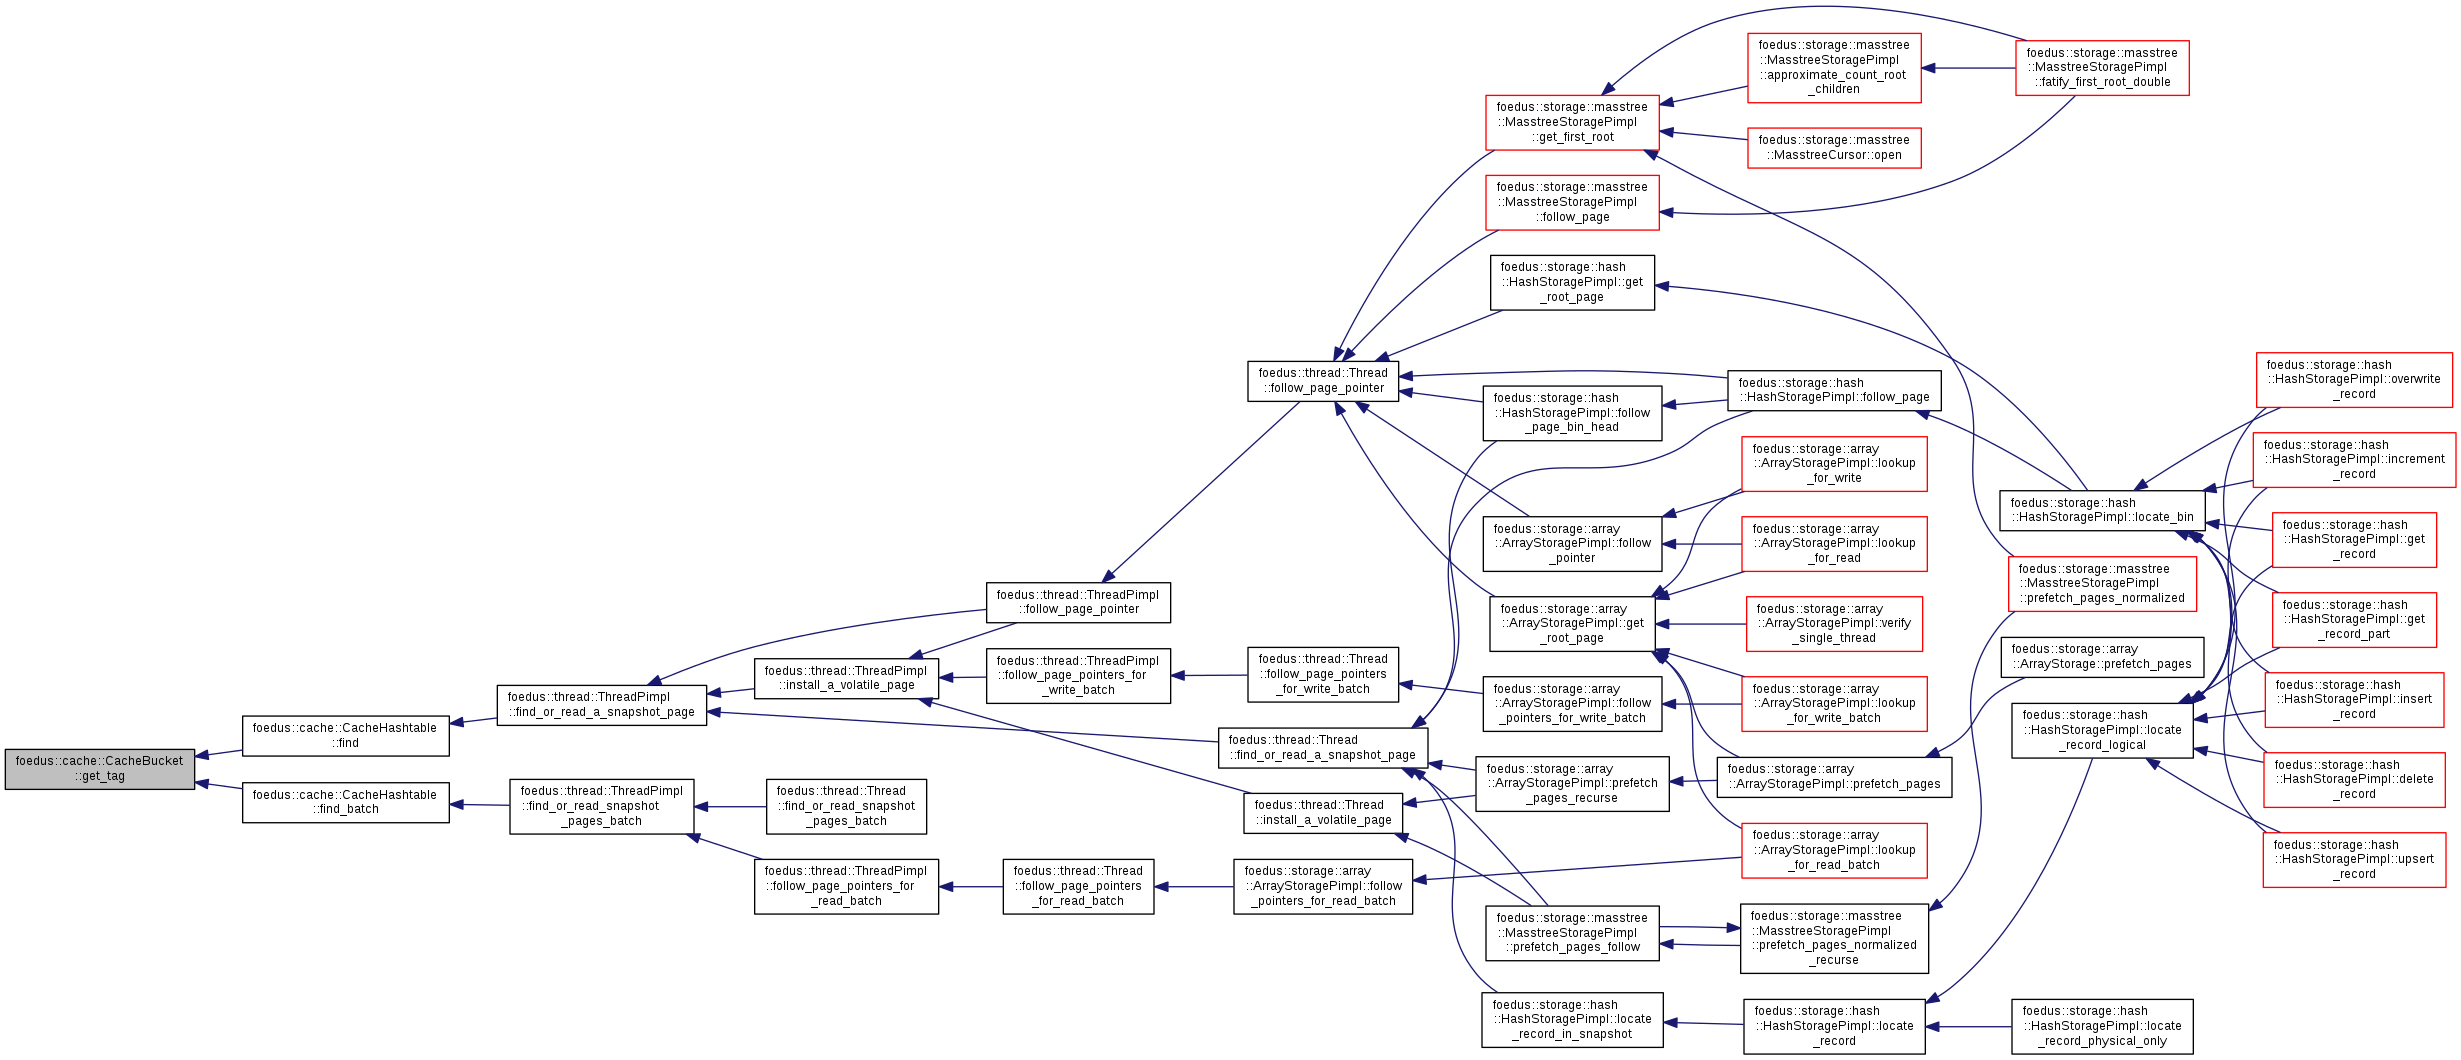 foedus::cache::CacheBucket
::get_tag
foedus::cache::CacheHashtable
::find
foedus::cache::CacheHashtable
::find_batch
foedus::thread::ThreadPimpl
::find_or_read_a_snapshot_page
foedus::thread::ThreadPimpl
::find_or_read_snapshot
_pages_batch
foedus::thread::ThreadPimpl
::install_a_volatile_page
foedus::thread::Thread
::find_or_read_snapshot
_pages_batch
foedus::thread::ThreadPimpl
::follow_page_pointers_for
_read_batch
foedus::thread::ThreadPimpl
::follow_page_pointer
foedus::thread::ThreadPimpl
::follow_page_pointers_for
_write_batch
foedus::thread::Thread
::follow_page_pointers
_for_read_batch
foedus::thread::Thread
::follow_page_pointer
foedus::thread::Thread
::follow_page_pointers
_for_write_batch
foedus::thread::Thread
::find_or_read_a_snapshot_page
foedus::thread::Thread
::install_a_volatile_page
foedus::storage::array
::ArrayStoragePimpl::follow
_pointers_for_read_batch
foedus::storage::masstree
::MasstreeStoragePimpl
::get_first_root
foedus::storage::masstree
::MasstreeStoragePimpl
::follow_page
foedus::storage::hash
::HashStoragePimpl::get
_root_page
foedus::storage::hash
::HashStoragePimpl::follow
_page_bin_head
foedus::storage::array
::ArrayStoragePimpl::follow
_pointer
foedus::storage::array
::ArrayStoragePimpl::get
_root_page
foedus::storage::array
::ArrayStoragePimpl::follow
_pointers_for_write_batch
foedus::storage::array
::ArrayStoragePimpl::prefetch
_pages_recurse
foedus::storage::masstree
::MasstreeStoragePimpl
::prefetch_pages_follow
foedus::storage::hash
::HashStoragePimpl::locate
_record_in_snapshot
foedus::storage::masstree
::MasstreeStoragePimpl
::approximate_count_root
_children
foedus::storage::masstree
::MasstreeCursor::open
foedus::storage::hash
::HashStoragePimpl::follow_page
foedus::storage::array
::ArrayStoragePimpl::lookup
_for_write
foedus::storage::array
::ArrayStoragePimpl::lookup
_for_read
foedus::storage::array
::ArrayStoragePimpl::verify
_single_thread
foedus::storage::array
::ArrayStoragePimpl::lookup
_for_write_batch
foedus::storage::array
::ArrayStoragePimpl::prefetch_pages
foedus::storage::array
::ArrayStoragePimpl::lookup
_for_read_batch
foedus::storage::masstree
::MasstreeStoragePimpl
::prefetch_pages_normalized
_recurse
foedus::storage::hash
::HashStoragePimpl::locate
_record
foedus::storage::masstree
::MasstreeStoragePimpl
::fatify_first_root_double
foedus::storage::hash
::HashStoragePimpl::locate_bin
foedus::storage::masstree
::MasstreeStoragePimpl
::prefetch_pages_normalized
foedus::storage::array
::ArrayStorage::prefetch_pages
foedus::storage::hash
::HashStoragePimpl::locate
_record_logical
foedus::storage::hash
::HashStoragePimpl::locate
_record_physical_only
foedus::storage::hash
::HashStoragePimpl::overwrite
_record
foedus::storage::hash
::HashStoragePimpl::increment
_record
foedus::storage::hash
::HashStoragePimpl::get
_record
foedus::storage::hash
::HashStoragePimpl::get
_record_part
foedus::storage::hash
::HashStoragePimpl::insert
_record
foedus::storage::hash
::HashStoragePimpl::delete
_record
foedus::storage::hash
::HashStoragePimpl::upsert
_record